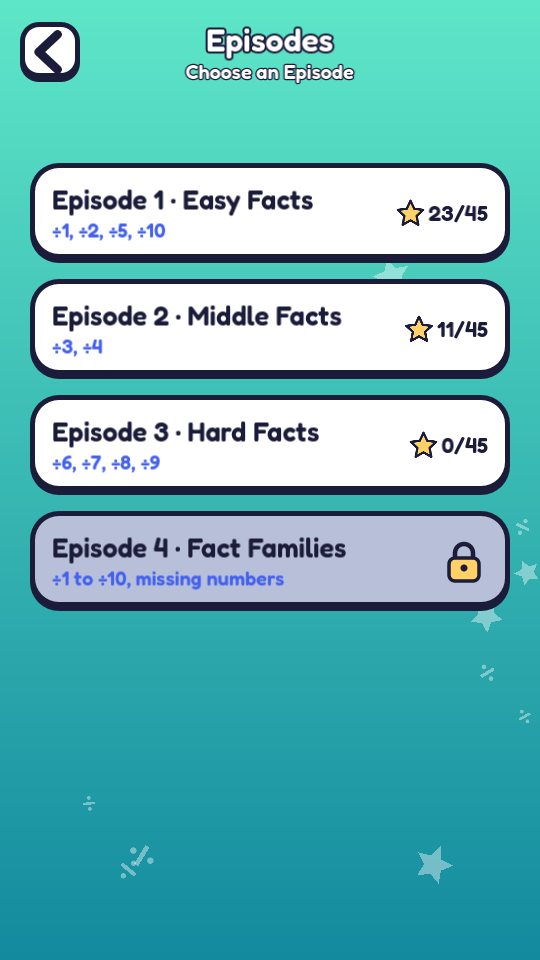 Episodes
Choose an Episode
Episode 1 · Easy Facts
÷1, ÷2, ÷5, ÷10
23/45
Episode 2 · Middle Facts
÷3, ÷4
11/45
Episode 3 · Hard Facts
÷6, ÷7, ÷8, ÷9
0/45
Episode 4 · Fact Families
÷1 to ÷10, missing numbers